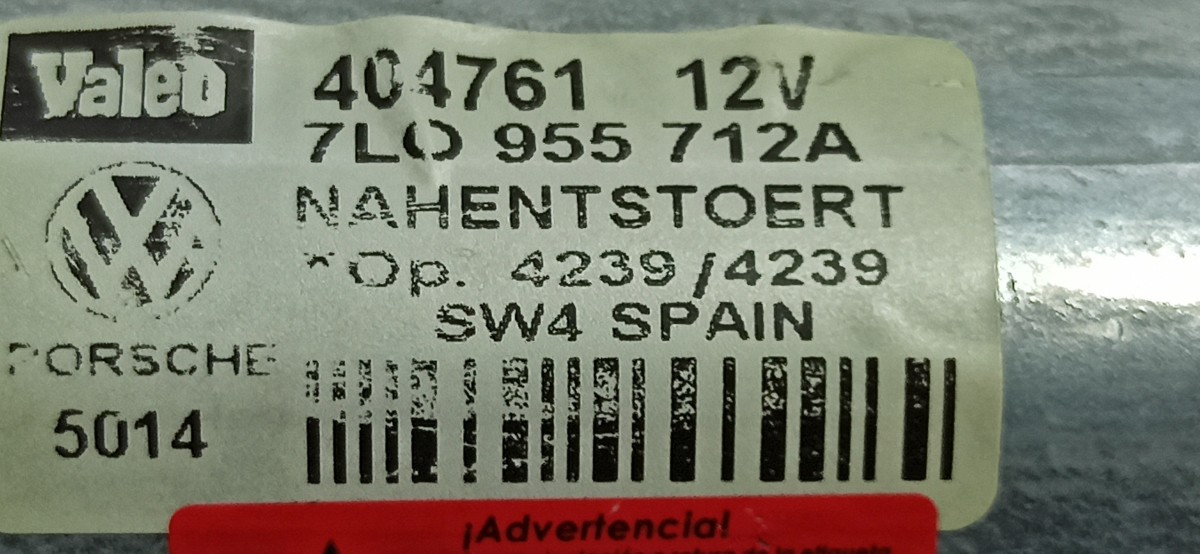 Valeo
404761 12V
7L0 955 712A
NAHENTSTOERT
*Op. 4239/4239
SW4 SPAIN
PORSCHE
5014
¡Advertencia!